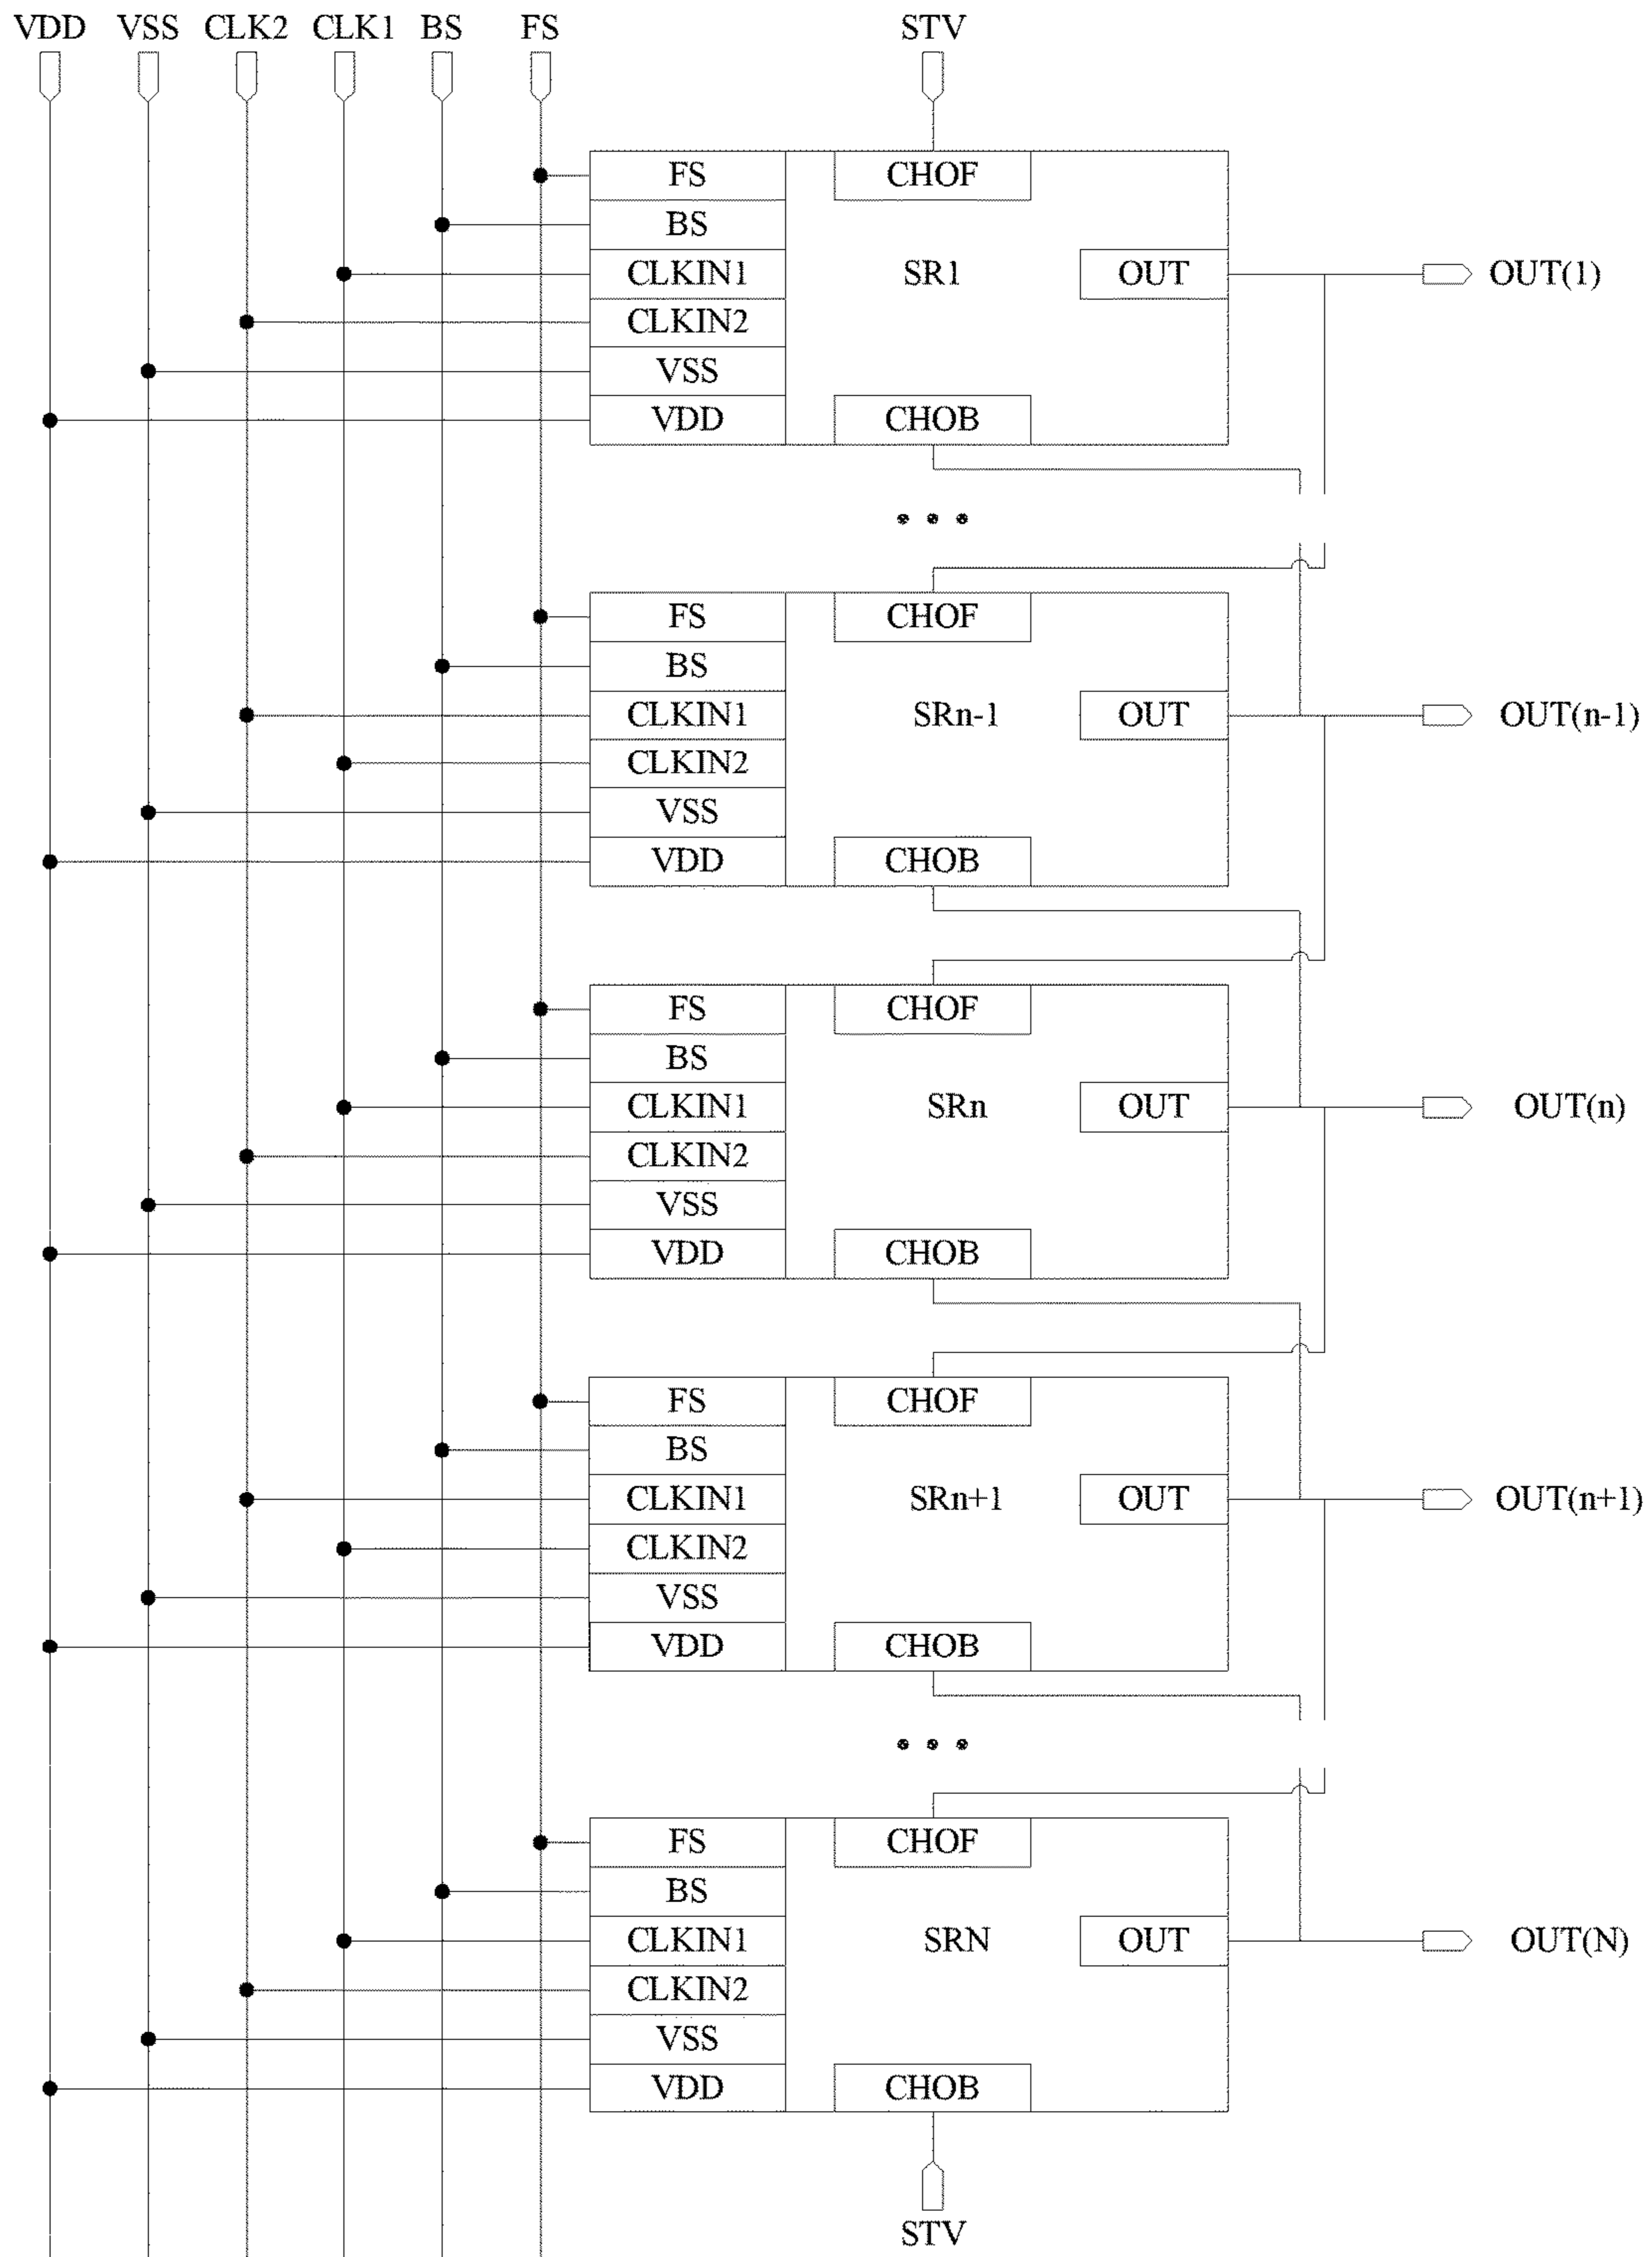 VDD VSS CLK2 CLK1 BS FS STV
FS CHOF
BS
CLKIN1 SR1 OUT OUT(1)
CLKIN2
VSS
VDD CHOB
FS CHOF
BS
CLKIN1 SRn-1 OUT OUT(n-1)
CLKIN2
VSS
VDD CHOB
FS CHOF
BS
CLKIN1 SRn OUT OUT(n)
CLKIN2
VSS
VDD CHOB
FS CHOF
BS
CLKIN1 SRn+1 OUT OUT(n+1)
CLKIN2
VSS
VDD CHOB
FS CHOF
BS
CLKIN1 SRN OUT OUT(N)
CLKIN2
VSS
VDD CHOB
STV